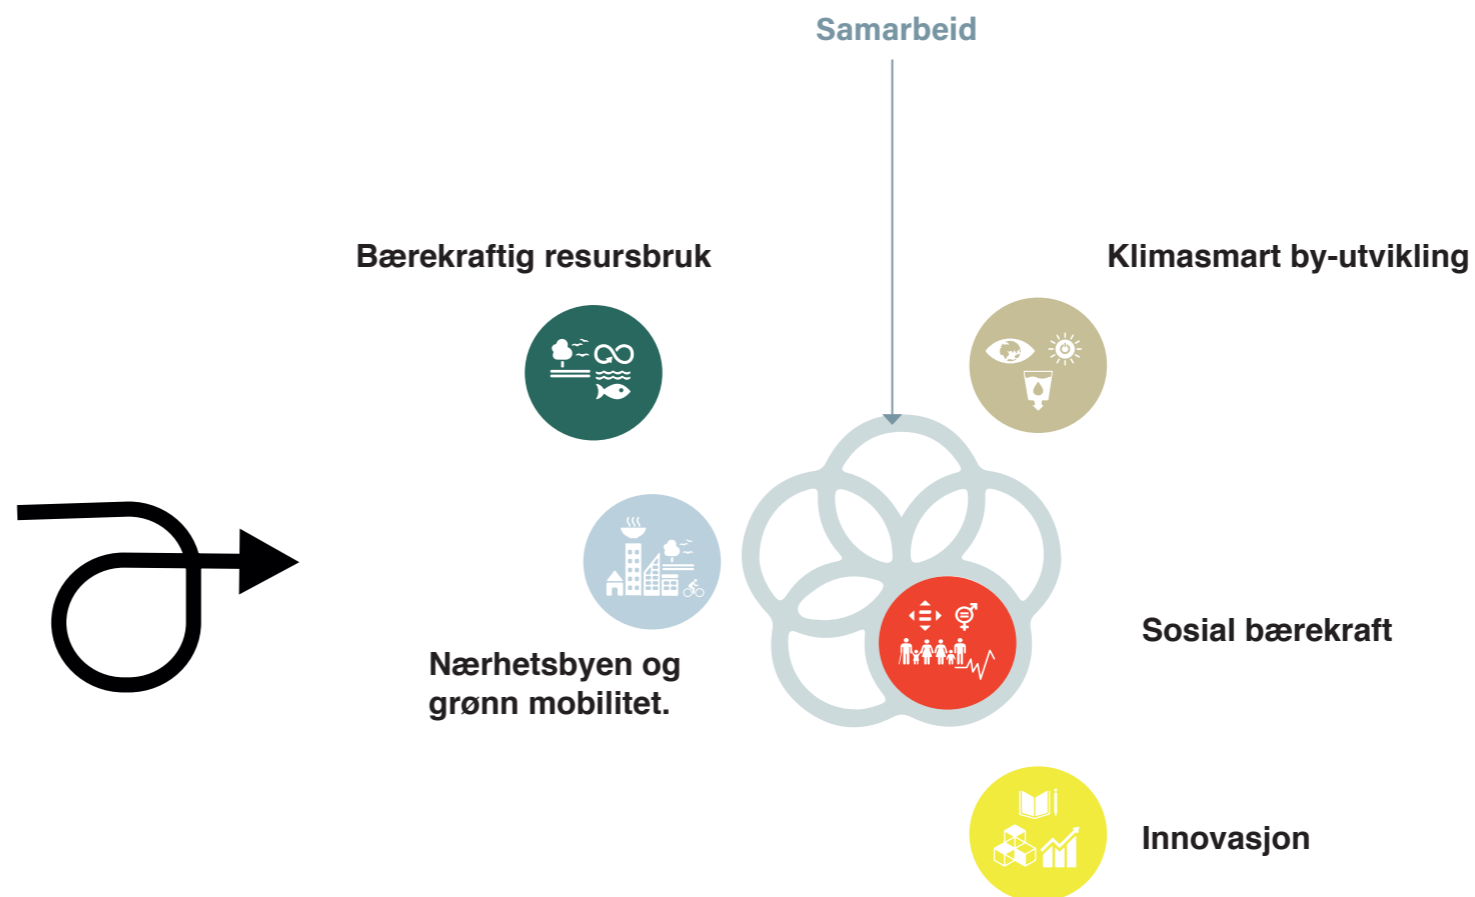 Samarbeid
Bærekraftig resursbruk
Klimasmart by-utvikling
Nærhetsbyen og
grønn mobilitet.
Sosial bærekraft
Innovasjon